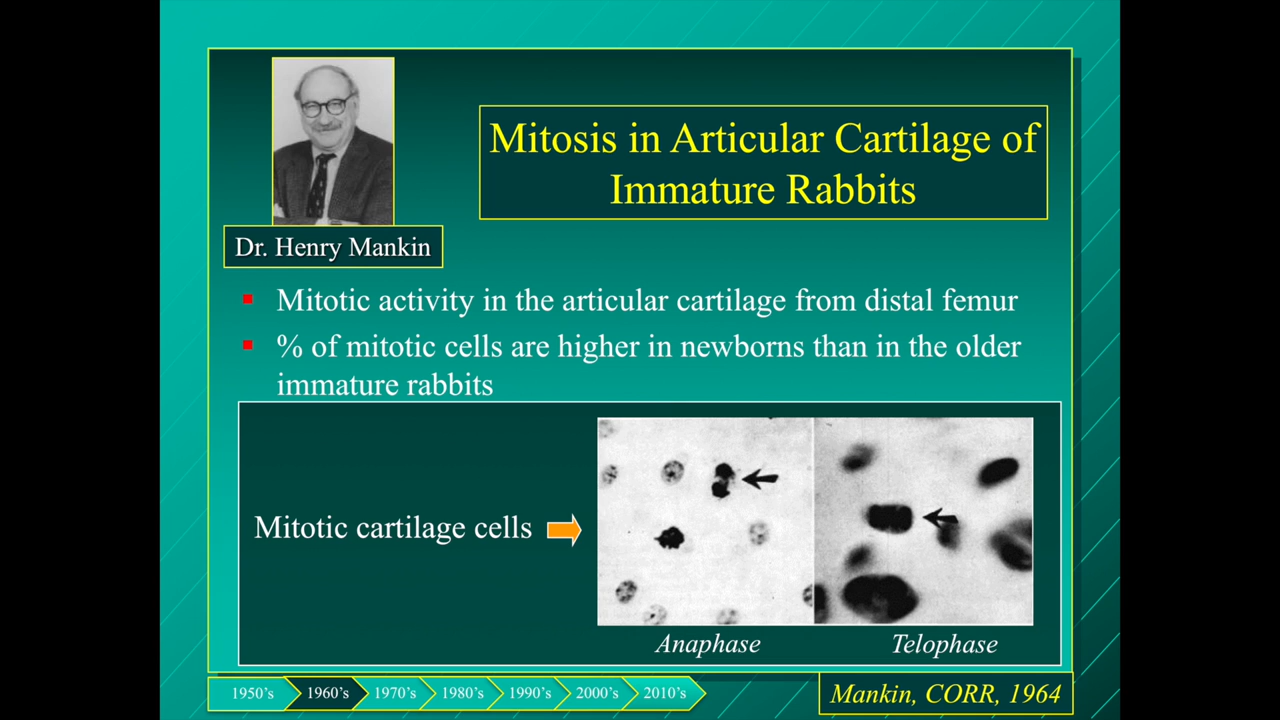 Mitosis in Articular Cartilage of
Immature Rabbits
Dr. Henry Mankin
Mitotic activity in the articular cartilage from distal femur
% of mitotic cells are higher in newborns than in the older
immature rabbits
Mitotic cartilage cells
Anaphase
Telophase
1950's
1960's
1970's
1980's
1990's
2000's
2010's
Mankin, CORR, 1964